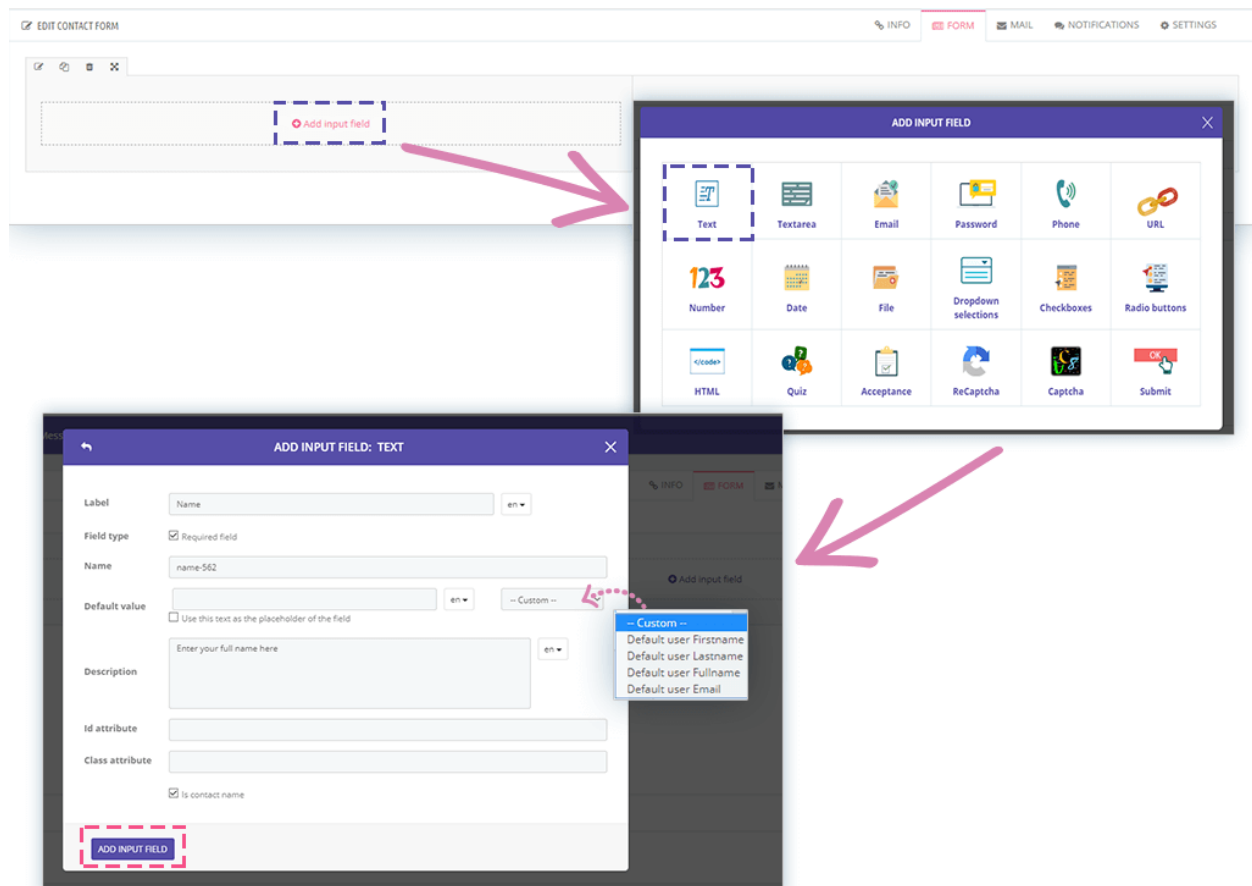 EDIT CONTACT FORM
INFO
FORM
MAIL
NOTIFICATIONS
SETTINGS
Add input field
ADD INPUT FIELD
Text
Textarea
Email
Password
Phone
URL
123
Number
Date
File
Dropdown
selections
Checkboxes
Radio buttons
</code>
OK
HTML
Quiz
Acceptance
ReCaptcha
Captcha
Submit
Mess
ADD INPUT FIELD: TEXT
INFO
FORM
M
Label
Name
en
Field type
Required field
Name
name-562
Add input field
Default value
en
-- Custom --
Use this text as the placeholder of the field
-- Custom --
Default user Firstname
Default user Lastname
Default user Fullname
Default user Email
Description
Enter your full name here
en
Id attribute
Class attribute
Is contact name
ADD INPUT FIELD